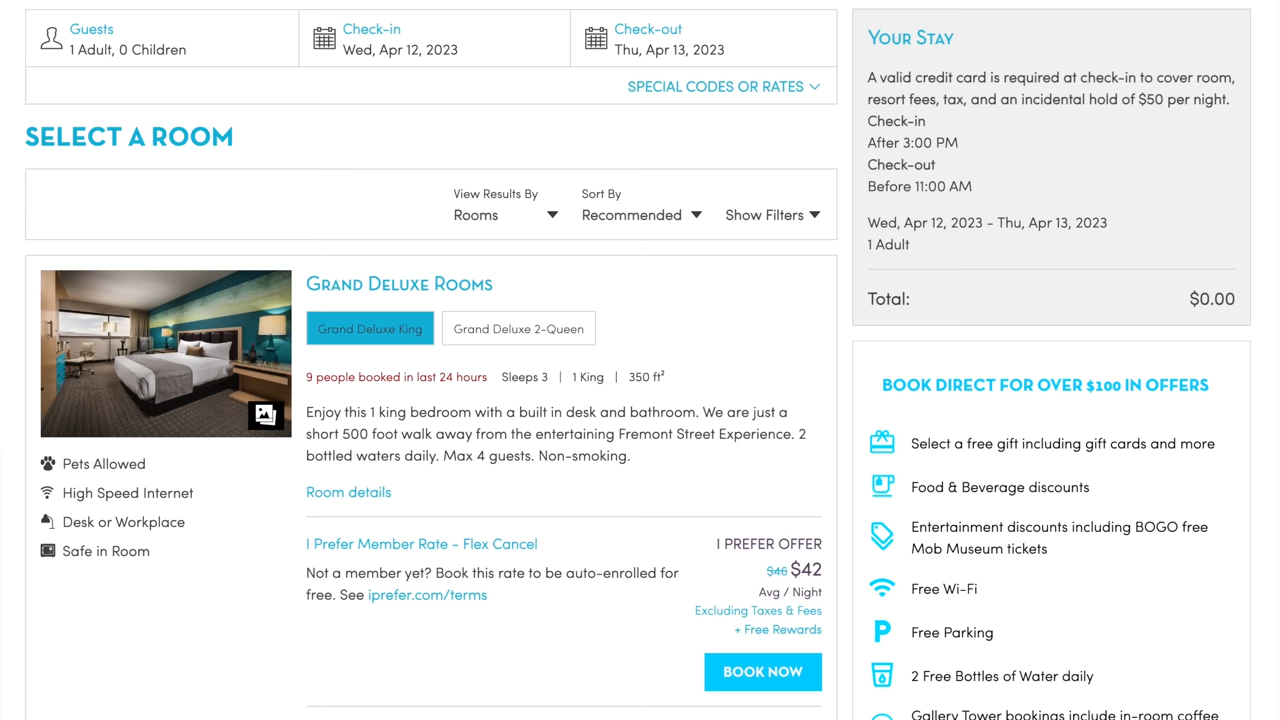 Guests
1 Adult, 0 Children
Check-in
Wed, Apr 12, 2023
Check-out
Thu, Apr 13, 2023
SPECIAL CODES OR RATES
SELECT A ROOM
View Results By
Rooms
Sort By
Recommended
Show Filters
GRAND DELUXE ROOMS
Grand Deluxe King
Grand Deluxe 2-Queen
9 people booked in last 24 hours Sleeps 3 | 1 King | 350 ft²
Enjoy this 1 king bedroom with a built in desk and bathroom. We are just a
short 500 foot walk away from the entertaining Fremont Street Experience. 2
bottled waters daily. Max 4 guests. Non-smoking.
Room details
Pets Allowed
High Speed Internet
Desk or Workplace
Safe in Room
I Prefer Member Rate - Flex Cancel
Not a member yet? Book this rate to be auto-enrolled for
free. See iprefer.com/terms
I PREFER OFFER
$46 $42
Avg / Night
Excluding Taxes & Fees
+ Free Rewards
BOOK NOW
YOUR STAY
A valid credit card is required at check-in to cover room,
resort fees, tax, and an incidental hold of $50 per night.
Check-in
After 3:00 PM
Check-out
Before 11:00 AM
Wed, Apr 12, 2023 - Thu, Apr 13, 2023
1 Adult
Total: $0.00
BOOK DIRECT FOR OVER $100 IN OFFERS
Select a free gift including gift cards and more
Food & Beverage discounts
Entertainment discounts including BOGO free
Mob Museum tickets
Free Wi-Fi
P
Free Parking
2 Free Bottles of Water daily
Gallery Tower bookings include in-room coffee